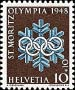 OLYMPIA 1948
ST. MORITZ
HELVETIA 10